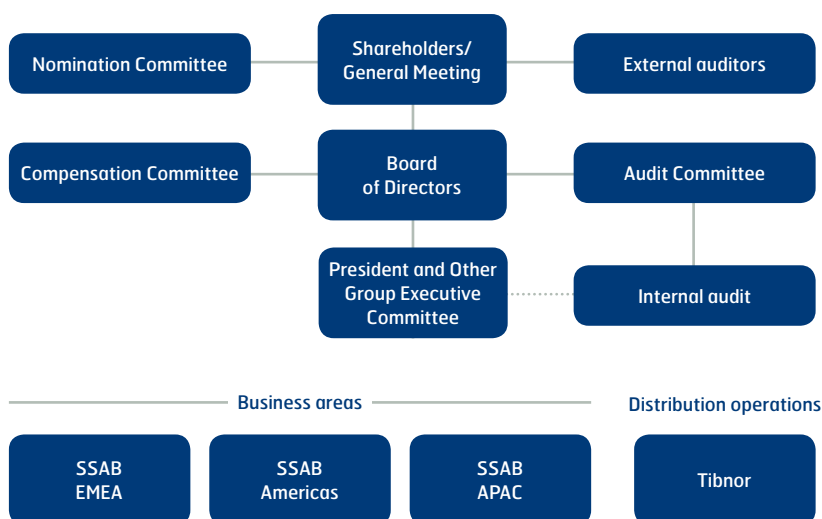 Nomination Committee
Shareholders/
General Meeting
External auditors
Compensation Committee
Board
of Directors
Audit Committee
President and Other
Group Executive
Committee
Internal audit
Business areas
Distribution operations
SSAB
EMEA
SSAB
Americas
SSAB
APAC
Tibnor